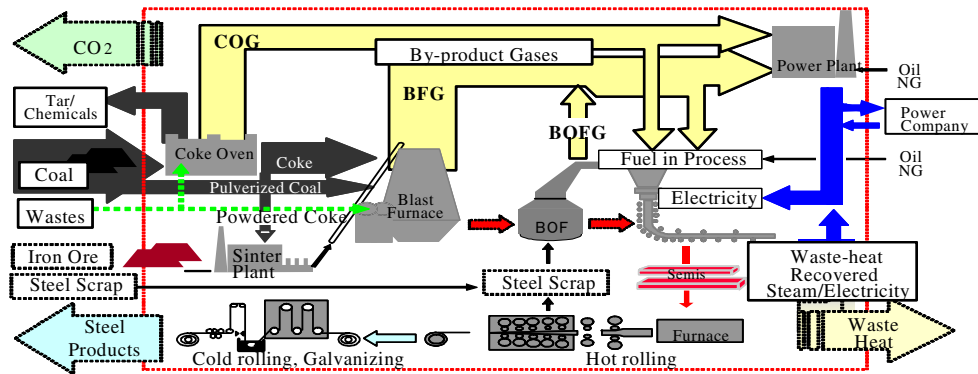 CO2
COG
By-product Gases
Power Plant
Oil
NG
BFG
Tar/
Chemicals
Power
Company
BOFG
Coke Oven
Coke
Fuel in Process
Oil
NG
Coal
Pulverized Coal
Blast
Furnace
Electricity
Wastes
Powdered Coke
BOF
Iron Ore
Sinter
Plant
Waste-heat
Recovered
Steam/Electricity
Semis
Steel Scrap
Steel Scrap
Steel
Products
Furnace
Waste
Heat
Cold rolling, Galvanizing
Hot rolling